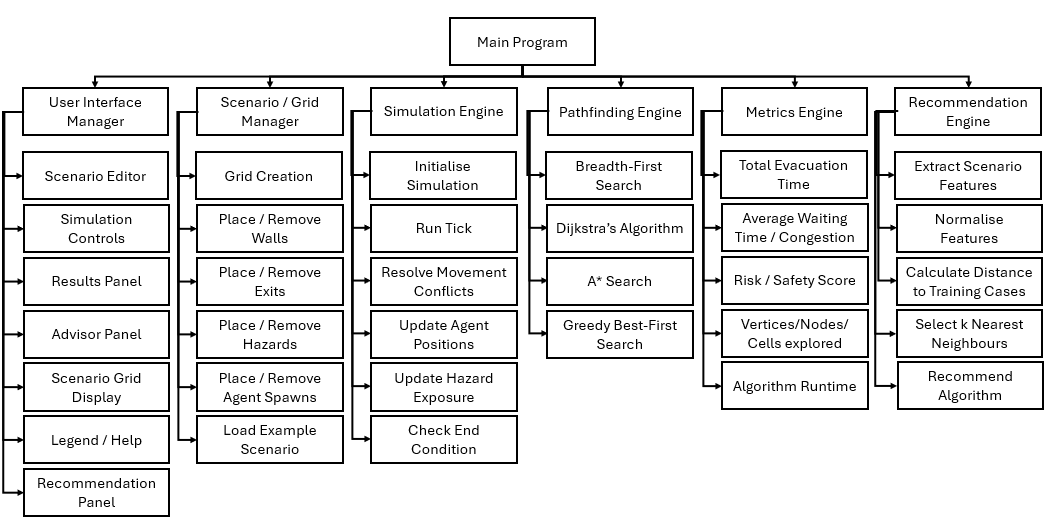 Main Program
User Interface
Manager
Scenario Editor
Simulation
Controls
Results Panel
Advisor Panel
Scenario Grid
Display
Legend / Help
Recommendation
Panel
Scenario / Grid
Manager
Grid Creation
Place / Remove
Walls
Place / Remove
Exits
Place / Remove
Hazards
Place / Remove
Agent Spawns
Load Example
Scenario
Simulation Engine
Initialise
Simulation
Run Tick
Resolve Movement
Conflicts
Update Agent
Positions
Update Hazard
Exposure
Check End
Condition
Pathfinding Engine
Breadth-First
Search
Dijkstra's Algorithm
A* Search
Greedy Best-First
Search
Metrics Engine
Total Evacuation
Time
Average Waiting
Time / Congestion
Risk / Safety Score
Vertices/Nodes/
Cells explored
Algorithm Runtime
Recommendation
Engine
Extract Scenario
Features
Normalise
Features
Calculate Distance
to Training Cases
Select k Nearest
Neighbours
Recommend
Algorithm